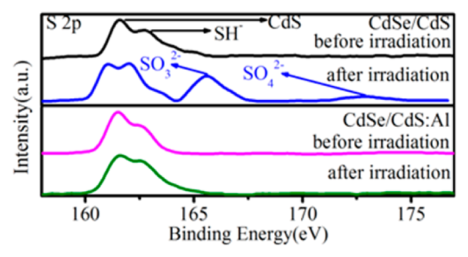 S 2p
CdS
CdSe/CdS
SH⁻
before irradiation
SO₃²⁻
SO₄²⁻
after irradiation
CdSe/CdS:Al
before irradiation
after irradiation
Intensity(a.u.)
160 165 170 175
Binding Energy(eV)